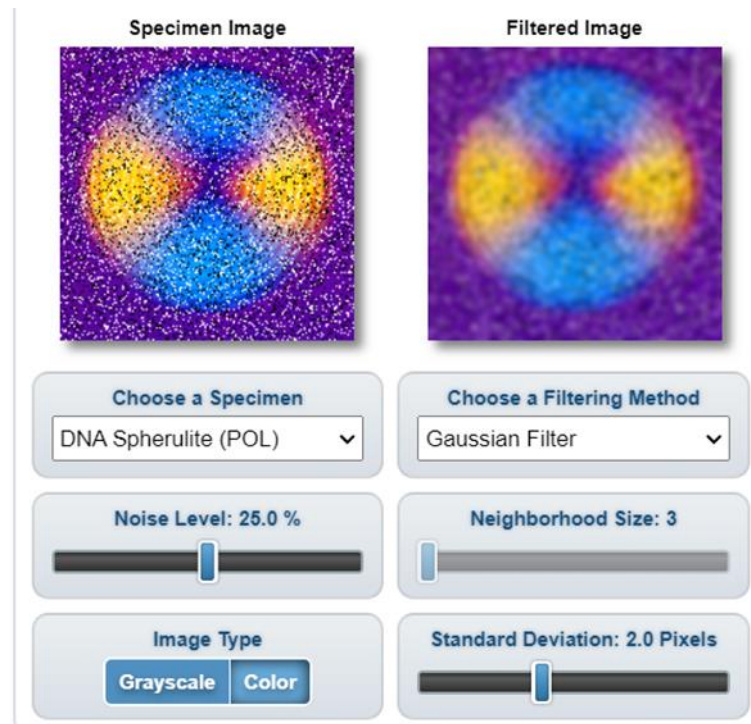 Specimen Image
Filtered Image
Choose a Specimen
DNA Spherulite (POL)
Choose a Filtering Method
Gaussian Filter
Noise Level: 25.0 %
Neighborhood Size: 3
Image Type
Grayscale Color
Standard Deviation: 2.0 Pixels